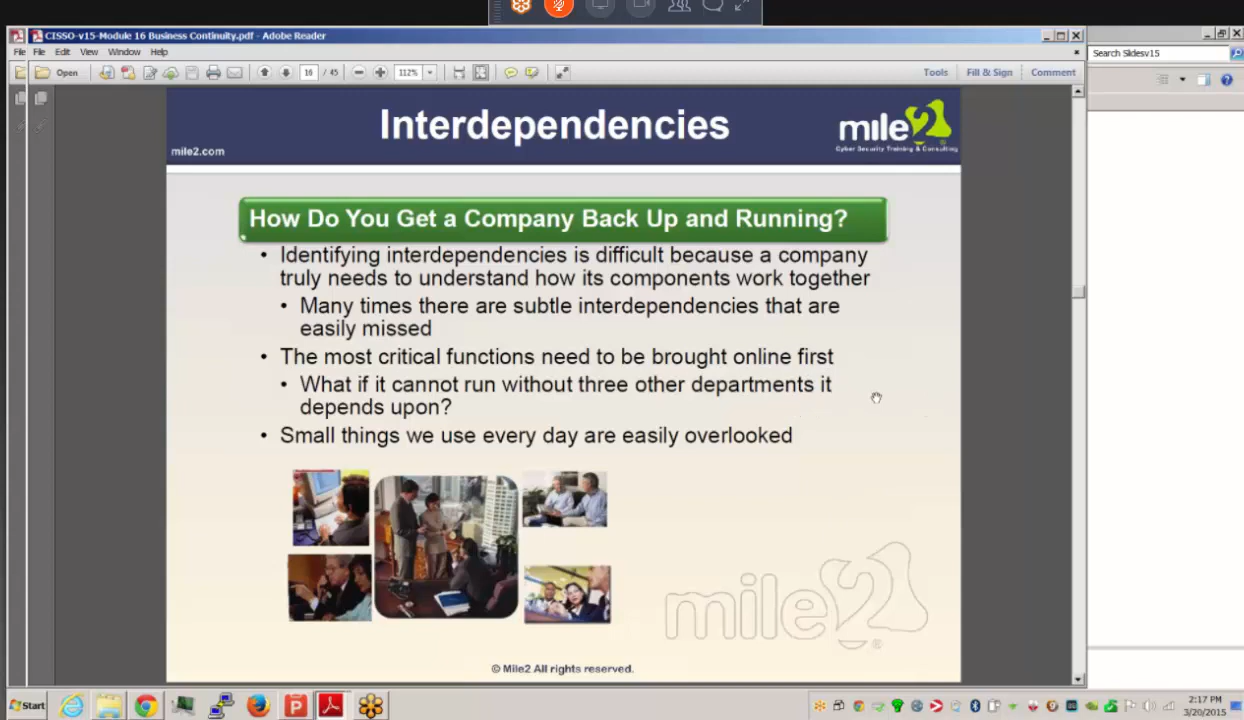 CISSO-v15-Module 16 Business Continuity.pdf - Adobe Reader
File File Edit View Window Help
Search Slidesv15
Open 16 / 45 112% Tools Fill & Sign Comment
Interdependencies
mile2
Cyber Security Training & Consulting
mile2.com
How Do You Get a Company Back Up and Running?
• Identifying interdependencies is difficult because a company
truly needs to understand how its components work together
• Many times there are subtle interdependencies that are
easily missed
• The most critical functions need to be brought online first
• What if it cannot run without three other departments it
depends upon?
• Small things we use every day are easily overlooked
mile2®
© Mile2 All rights reserved.
Start
2:17 PM
3/20/2015